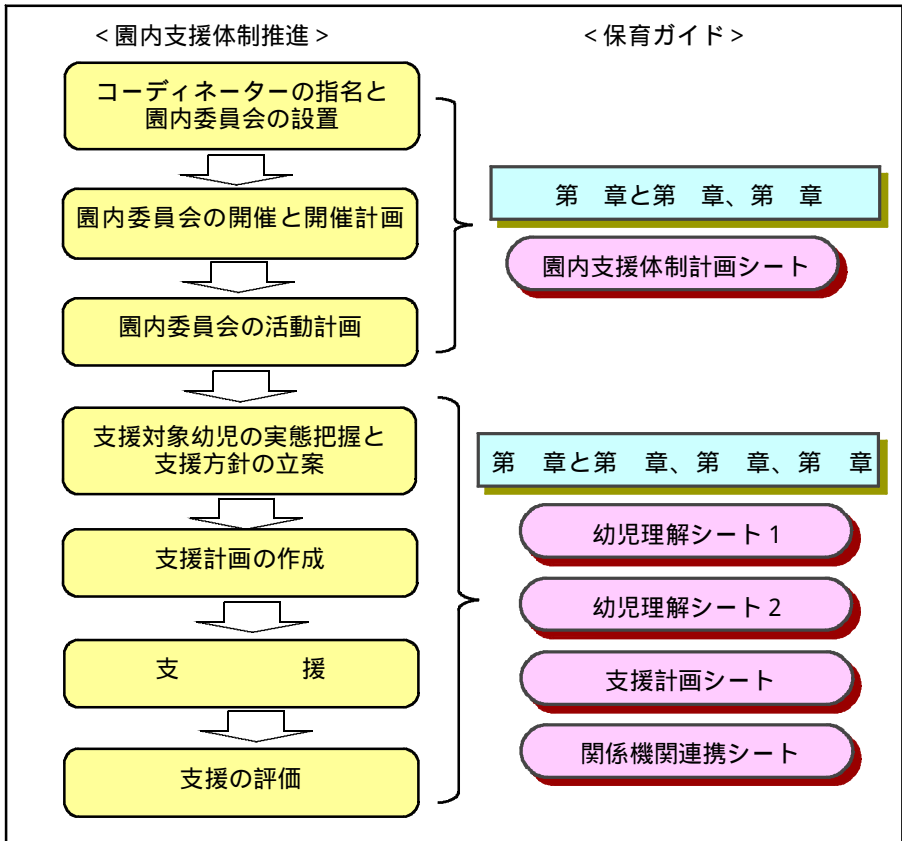 <園内支援体制推進>
<保育ガイド>
コーディネーターの指名と
園内委員会の設置
園内委員会の開催と開催計画
園内委員会の活動計画
第　章と第　章、第　章
園内支援体制計画シート
支援対象幼児の実態把握と
支援方針の立案
支援計画の作成
支　　　　援
支援の評価
第　章と第　章、第　章、第　章
幼児理解シート1
幼児理解シート2
支援計画シート
関係機関連携シート